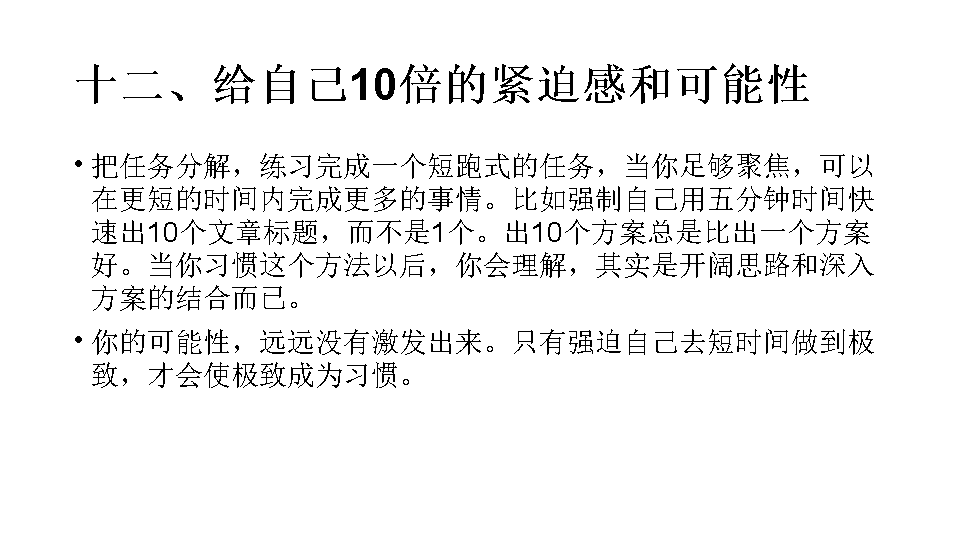 十二、给自己10倍的紧迫感和可能性
• 把任务分解，练习完成一个短跑式的任务，当你足够聚焦，可以
在更短的时间内完成更多的事情。比如强制自己用五分钟时间快
速出10个文章标题，而不是1个。出10个方案总是比出一个方案
好。当你习惯这个方法以后，你会理解，其实是开阔思路和深入
方案的结合而已。
• 你的可能性，远远没有激发出来。只有强迫自己去短时间做到极
致，才会使极致成为习惯。